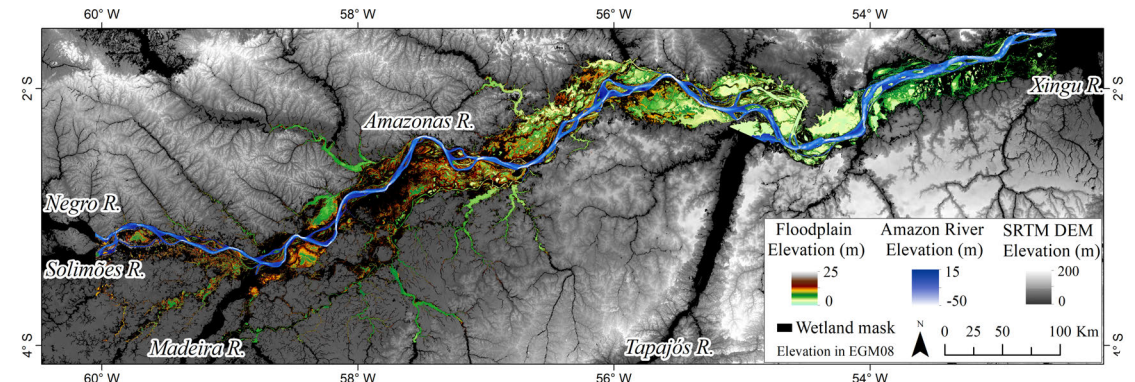 60° W 58° W 56° W 54° W
2° S
2° S
4° S
4° S
Negro R.
Solimões R.
Madeira R.
Amazonas R.
Tapajós R.
Xingu R.
Floodplain Elevation (m)
25
0
Amazon River Elevation (m)
15
-50
SRTM DEM Elevation (m)
200
0
Wetland mask
Elevation in EGM08
N
0 25 50 100 Km
60° W 58° W 56° W 54° W